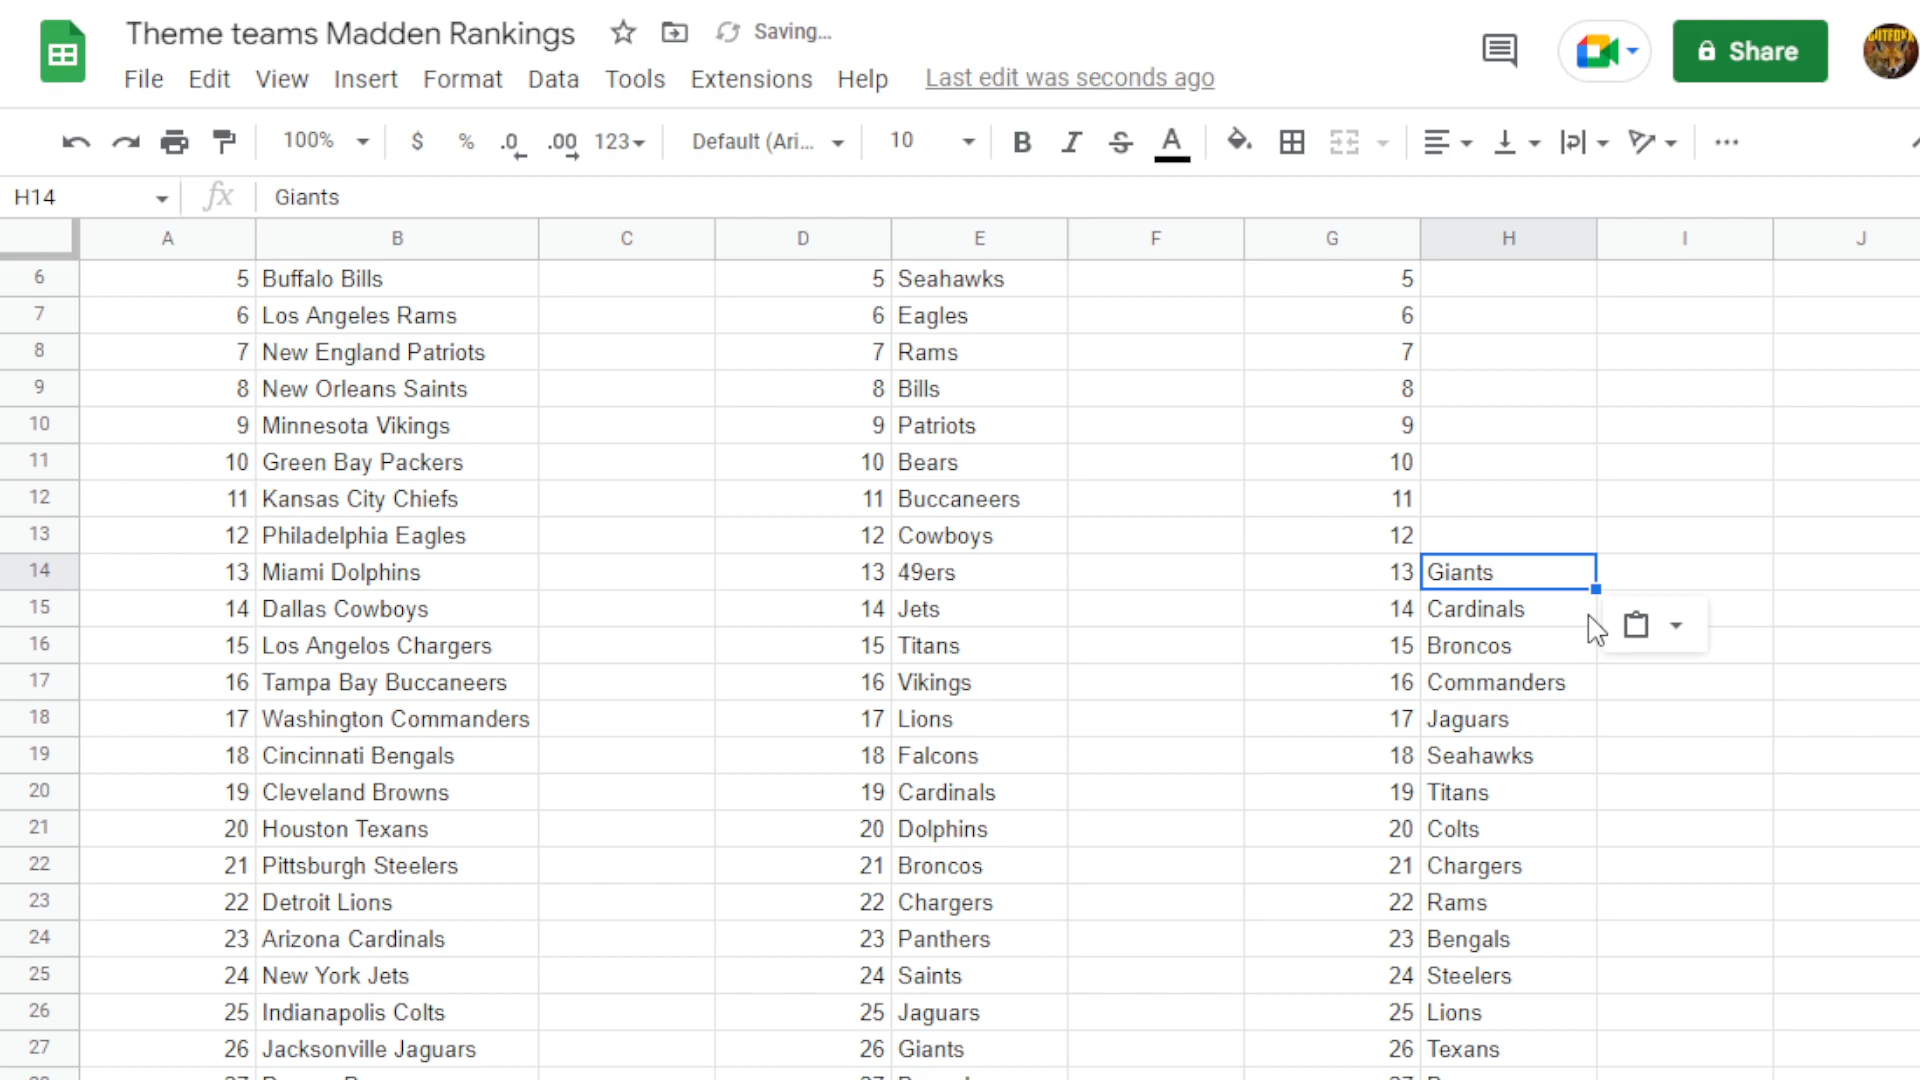 Theme teams Madden Rankings Saving...
File Edit View Insert Format Data Tools Extensions Help Last edit was seconds ago
Share
100% $ % .0 .00 123 Default (Ari... 10 B I S A
H14 fx Giants
A B C D E F G H I J
6 5 Buffalo Bills 5 Seahawks 5
7 6 Los Angeles Rams 6 Eagles 6
8 7 New England Patriots 7 Rams 7
9 8 New Orleans Saints 8 Bills 8
10 9 Minnesota Vikings 9 Patriots 9
11 10 Green Bay Packers 10 Bears 10
12 11 Kansas City Chiefs 11 Buccaneers 11
13 12 Philadelphia Eagles 12 Cowboys 12
14 13 Miami Dolphins 13 49ers 13 Giants
15 14 Dallas Cowboys 14 Jets 14 Cardinals
16 15 Los Angelos Chargers 15 Titans 15 Broncos
17 16 Tampa Bay Buccaneers 16 Vikings 16 Commanders
18 17 Washington Commanders 17 Lions 17 Jaguars
19 18 Cincinnati Bengals 18 Falcons 18 Seahawks
20 19 Cleveland Browns 19 Cardinals 19 Titans
21 20 Houston Texans 20 Dolphins 20 Colts
22 21 Pittsburgh Steelers 21 Broncos 21 Chargers
23 22 Detroit Lions 22 Chargers 22 Rams
24 23 Arizona Cardinals 23 Panthers 23 Bengals
25 24 New York Jets 24 Saints 24 Steelers
26 25 Indianapolis Colts 25 Jaguars 25 Lions
27 26 Jacksonville Jaguars 26 Giants 26 Texans